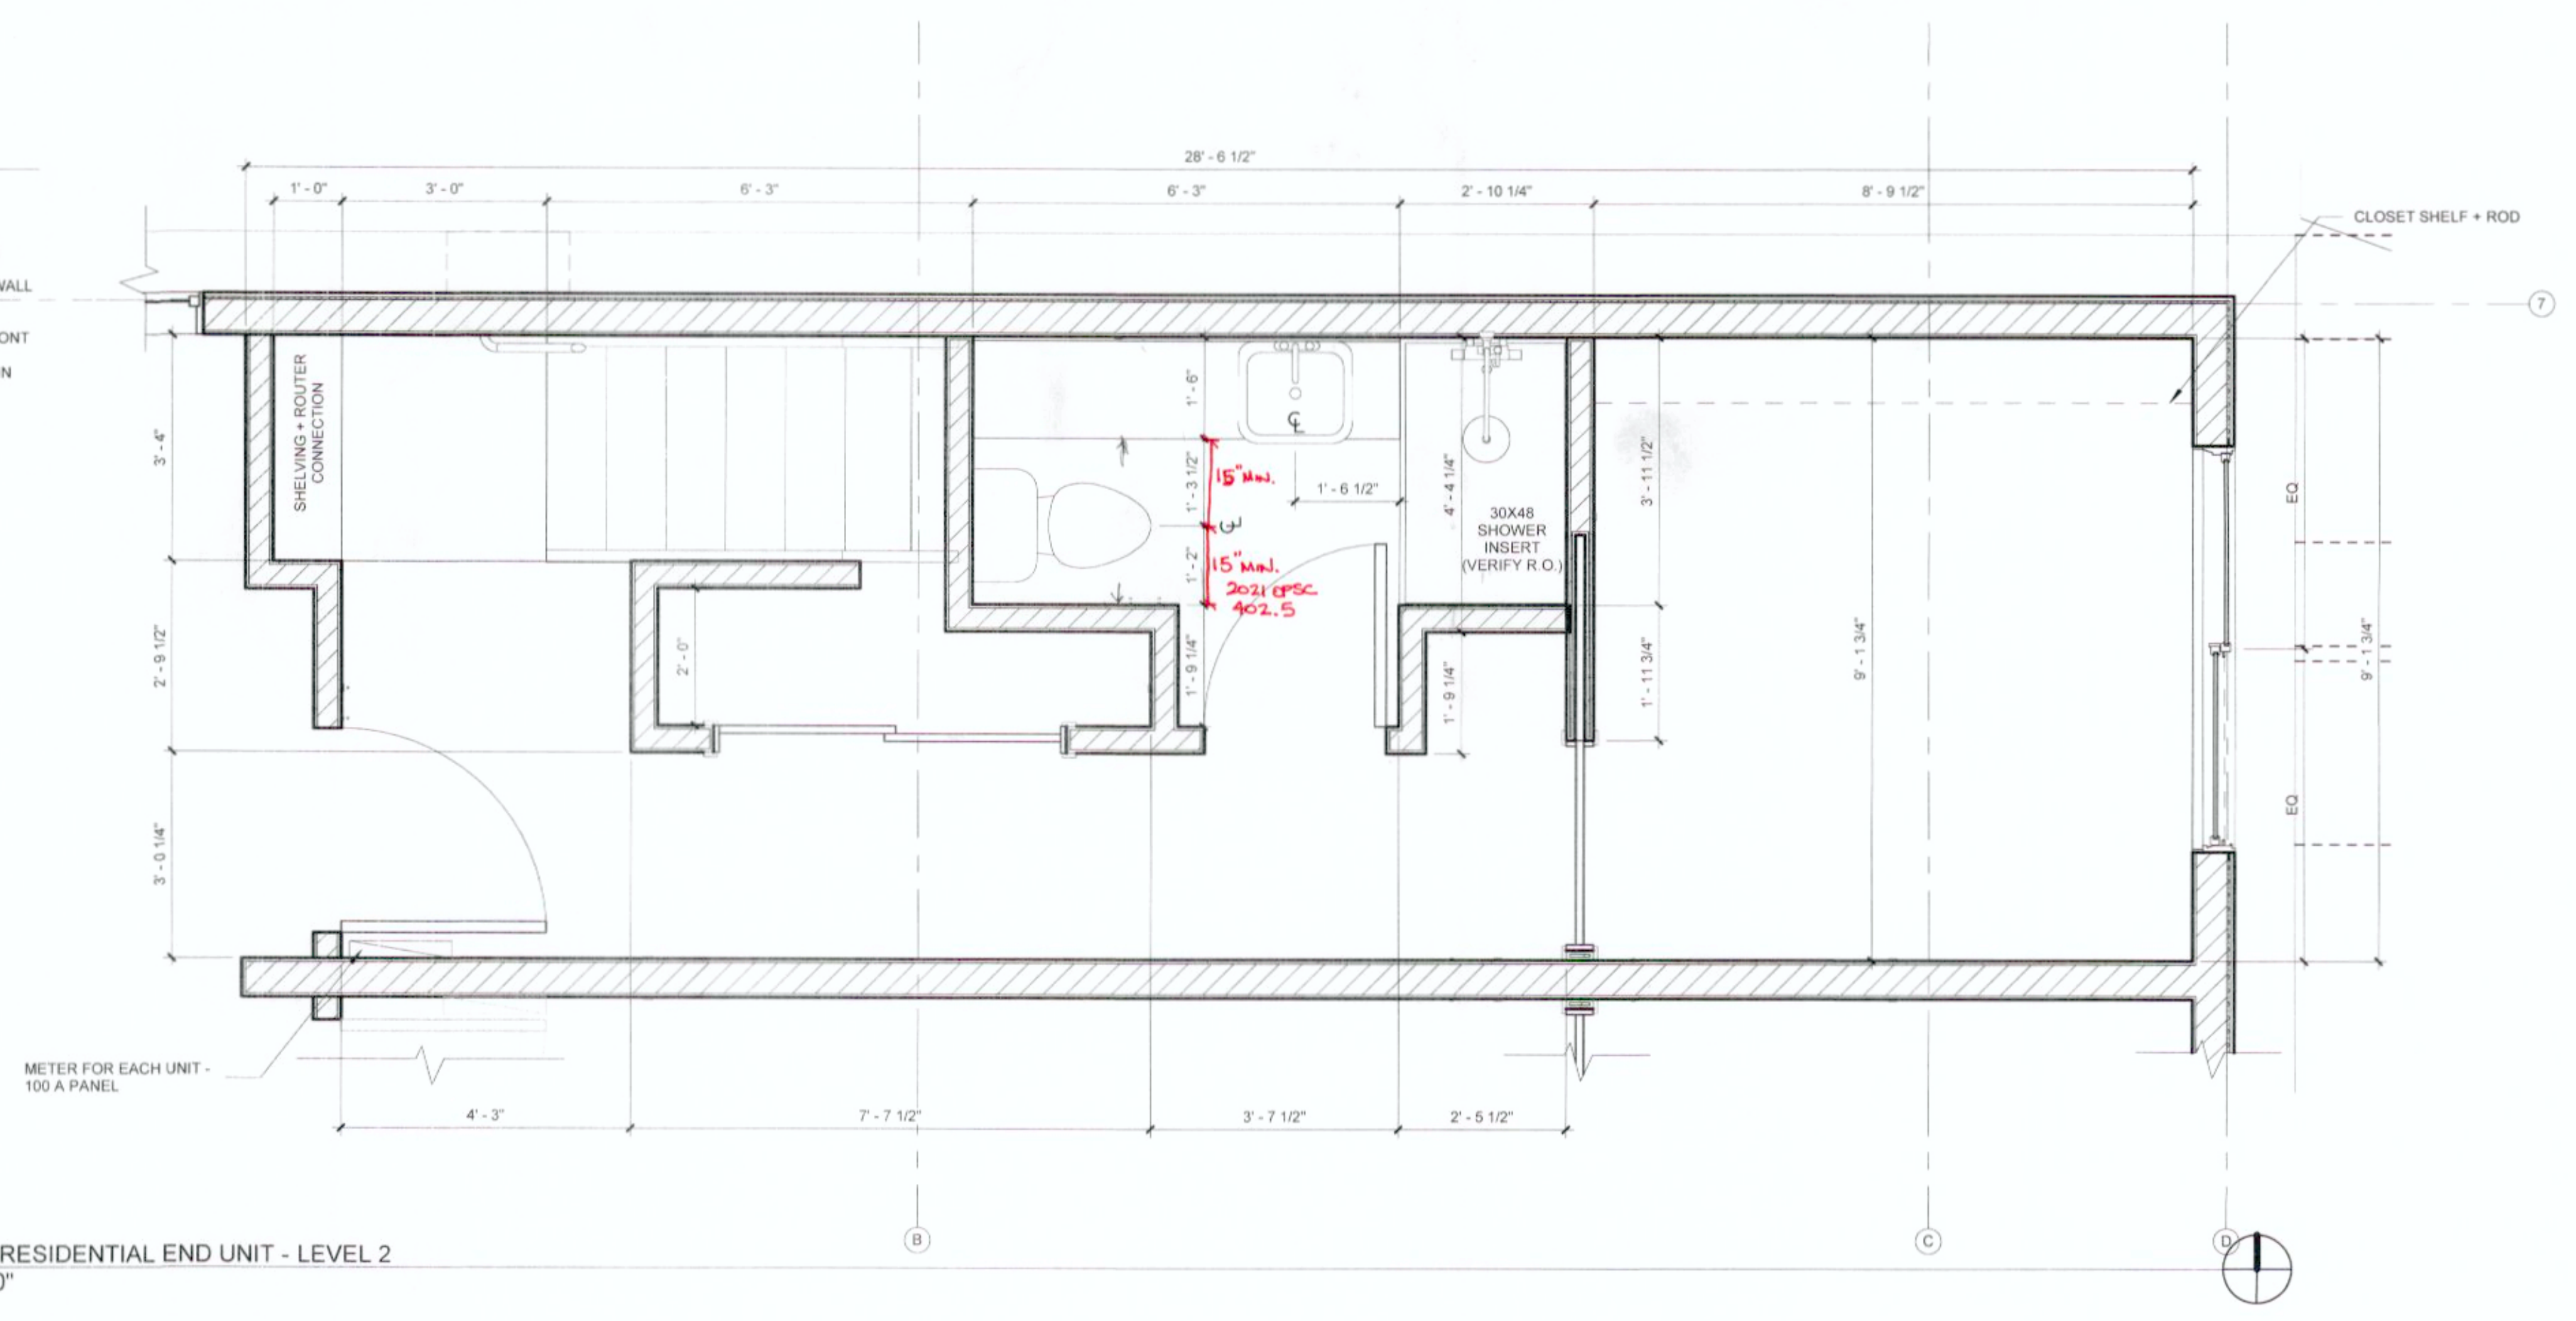 28' - 6 1/2"
1' - 0"
3' - 0"
6' - 3"
6' - 3"
2' - 10 1/4"
8' - 9 1/2"
CLOSET SHELF + ROD
WALL
7
ONT
IN
SHELVING + ROUTER
CONNECTION
3' - 4"
2' - 9 1/2"
3' - 0 1/4"
2' - 0"
1' - 6"
1' - 3 1/2"
1' - 2"
1' - 9 1/4"
15" MIN.
15" MIN.
402.5
CL
CL
1' - 6 1/2"
4' - 4 1/4"
1' - 9 1/4"
30X48
SHOWER
INSERT
(VERIFY R.O.)
3' - 11 1/2"
1' - 11 3/4"
9' - 1 3/4"
EQ
EQ
9' - 1 3/4"
METER FOR EACH UNIT -
100 A PANEL
4' - 3"
7' - 7 1/2"
3' - 7 1/2"
2' - 5 1/2"
B
C
D
RESIDENTIAL END UNIT - LEVEL 2
0"